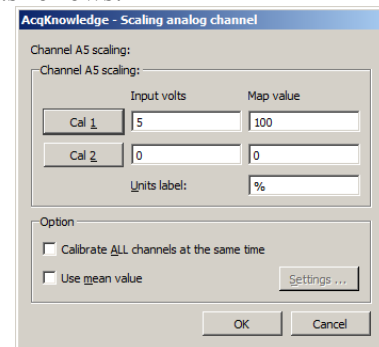 AcqKnowledge - Scaling analog channel
Channel A5 scaling:
Channel A5 scaling:
Input volts Map value
Cal 1 5 100
Cal 2 0 0
Units label: %
Option
Calibrate ALL channels at the same time
Use mean value Settings ...
OK Cancel